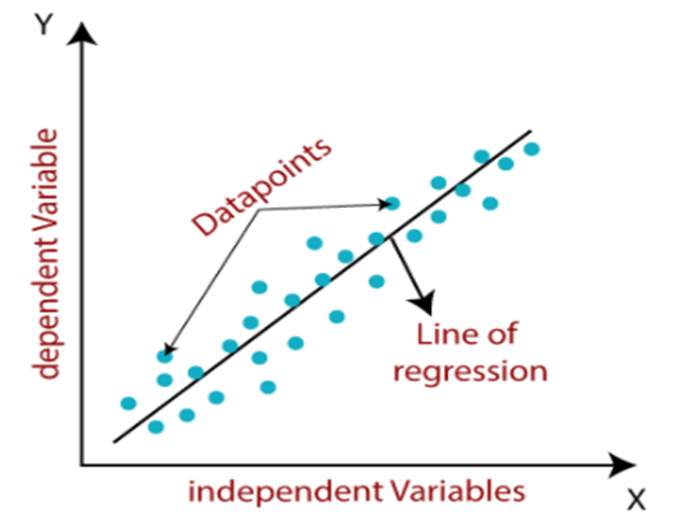 Y
dependent Variable
Datapoints
Line of
regression
independent Variables
X